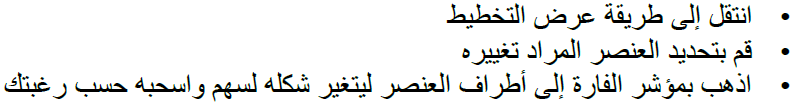 • انتقل إلى طريقة عرض التخطيط
• قم بتحديد العنصر المراد تغييره
• اذهب بمؤشر الفارة إلى أطراف العنصر ليتغير شكله لسهم واسحبه حسب رغبتك